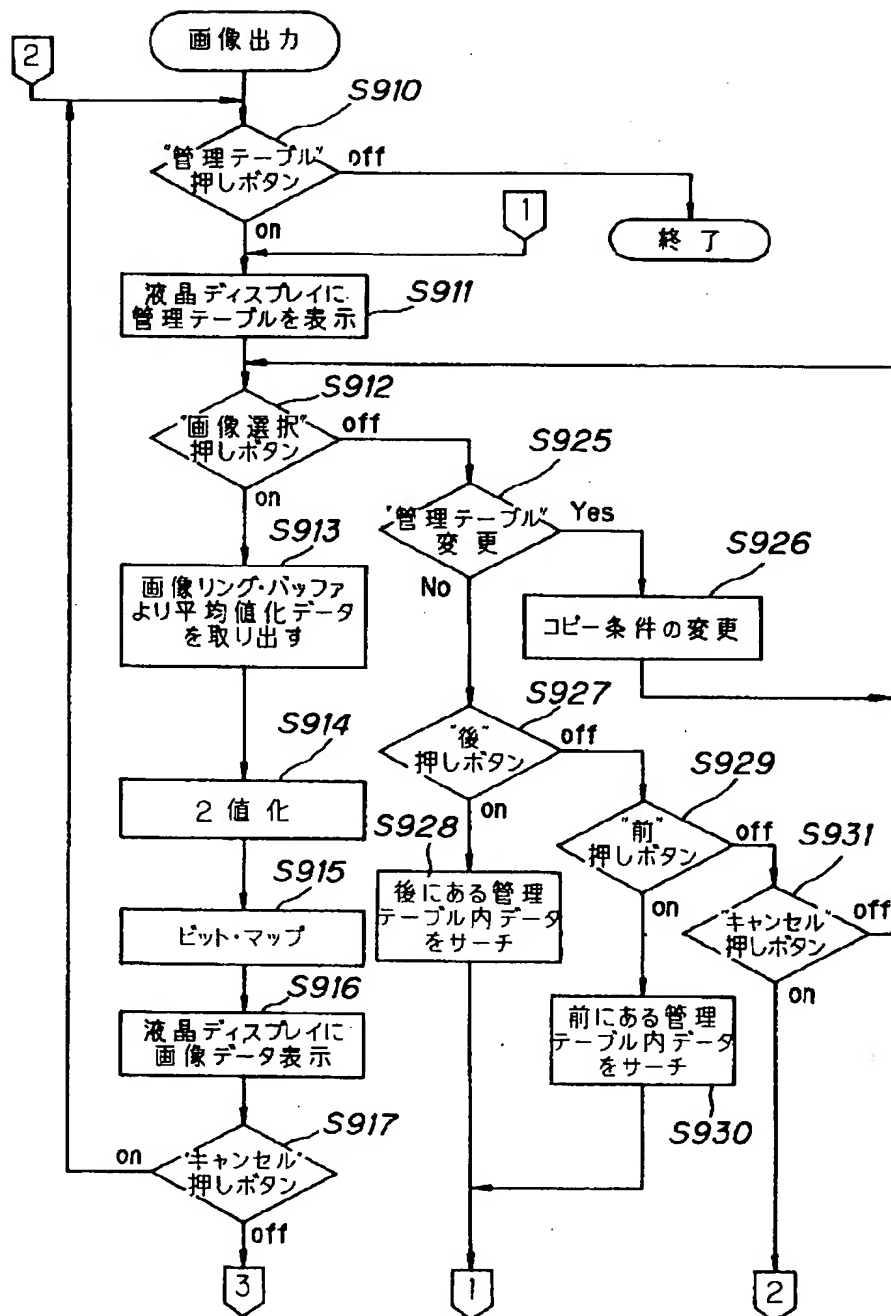 画像出力
2
S910
"管理テーブル"
押しボタン
off
on
1
終了
液晶ディスプレイに
管理テーブルを表示
S911
S912
"画像選択"
押しボタン
off
on
S925
"管理テーブル"
変更
Yes
No
S926
コピー条件の変更
S913
画像リング・バッファ
より平均値化データ
を取り出す
S927
"後"
押しボタン
off
on
S914
2値化
S928
後にある管理
テーブル内データ
をサーチ
S929
"前"
押しボタン
off
on
S931
"キャンセル"
押しボタン
off
on
S915
ビット・マップ
S916
液晶ディスプレイに
画像データ表示
前にある管理
テーブル内データ
をサーチ
S930
S917
"キャンセル"
押しボタン
on
off
3
1
2